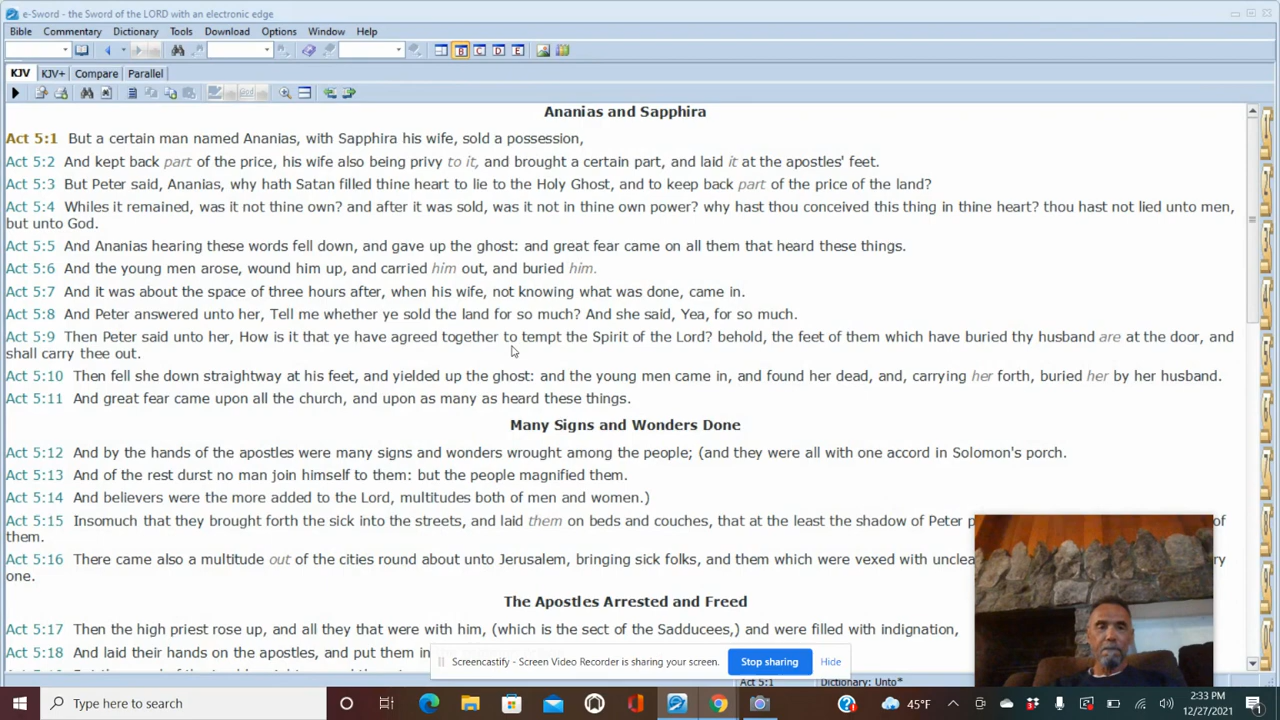 e-Sword - the Sword of the LORD with an electronic edge
Bible Commentary Dictionary Tools Download Options Window Help
B C D E
KJV KJV+ Compare Parallel
God
Ananias and Sapphira
Act 5:1 But a certain man named Ananias, with Sapphira his wife, sold a possession,
Act 5:2 And kept back part of the price, his wife also being privy to it, and brought a certain part, and laid it at the apostles' feet.
Act 5:3 But Peter said, Ananias, why hath Satan filled thine heart to lie to the Holy Ghost, and to keep back part of the price of the land?
Act 5:4 Whiles it remained, was it not thine own? and after it was sold, was it not in thine own power? why hast thou conceived this thing in thine heart? thou hast not lied unto men,
but unto God.
Act 5:5 And Ananias hearing these words fell down, and gave up the ghost: and great fear came on all them that heard these things.
Act 5:6 And the young men arose, wound him up, and carried him out, and buried him.
Act 5:7 And it was about the space of three hours after, when his wife, not knowing what was done, came in.
Act 5:8 And Peter answered unto her, Tell me whether ye sold the land for so much? And she said, Yea, for so much.
Act 5:9 Then Peter said unto her, How is it that ye have agreed together to tempt the Spirit of the Lord? behold, the feet of them which have buried thy husband are at the door, and
shall carry thee out.
Act 5:10 Then fell she down straightway at his feet, and yielded up the ghost: and the young men came in, and found her dead, and, carrying her forth, buried her by her husband.
Act 5:11 And great fear came upon all the church, and upon as many as heard these things.
Many Signs and Wonders Done
Act 5:12 And by the hands of the apostles were many signs and wonders wrought among the people; (and they were all with one accord in Solomon's porch.
Act 5:13 And of the rest durst no man join himself to them: but the people magnified them.
Act 5:14 And believers were the more added to the Lord, multitudes both of men and women.)
Act 5:15 Insomuch that they brought forth the sick into the streets, and laid them on beds and couches, that at the least the shadow of Peter p of
them.
Act 5:16 There came also a multitude out of the cities round about unto Jerusalem, bringing sick folks, and them which were vexed with unclea ry
one.
The Apostles Arrested and Freed
Act 5:17 Then the high priest rose up, and all they that were with him, (which is the sect of the Sadducees,) and were filled with indignation,
Act 5:18 And laid their hands on the apostles, and put them in
Screencastify - Screen Video Recorder is sharing your screen. Stop sharing Hide
Act 5:1 Dictionary: Unto*
Type here to search
45°F
2:33 PM
12/27/2021